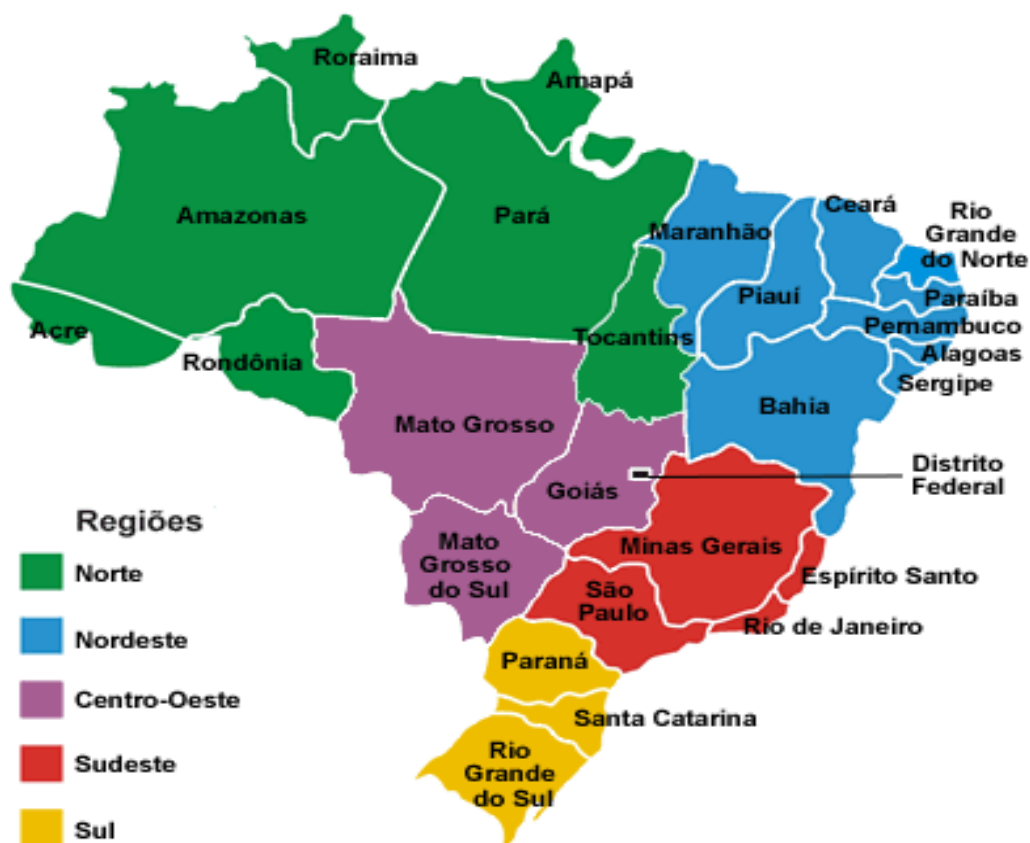 Roraima
Amapá
Amazonas
Pará
Maranhão
Ceará
Rio
Grande
do Norte
Piauí
Paraíba
Acre
Rondônia
Tocantins
Pernambuco
Alagoas
Sergipe
Bahia
Mato Grosso
Goiás
Distrito
Federal
Mato
Grosso
do Sul
Minas Gerais
São
Paulo
Espírito Santo
Rio de Janeiro
Paraná
Santa Catarina
Rio
Grande
do Sul
Regiões
Norte
Nordeste
Centro-Oeste
Sudeste
Sul